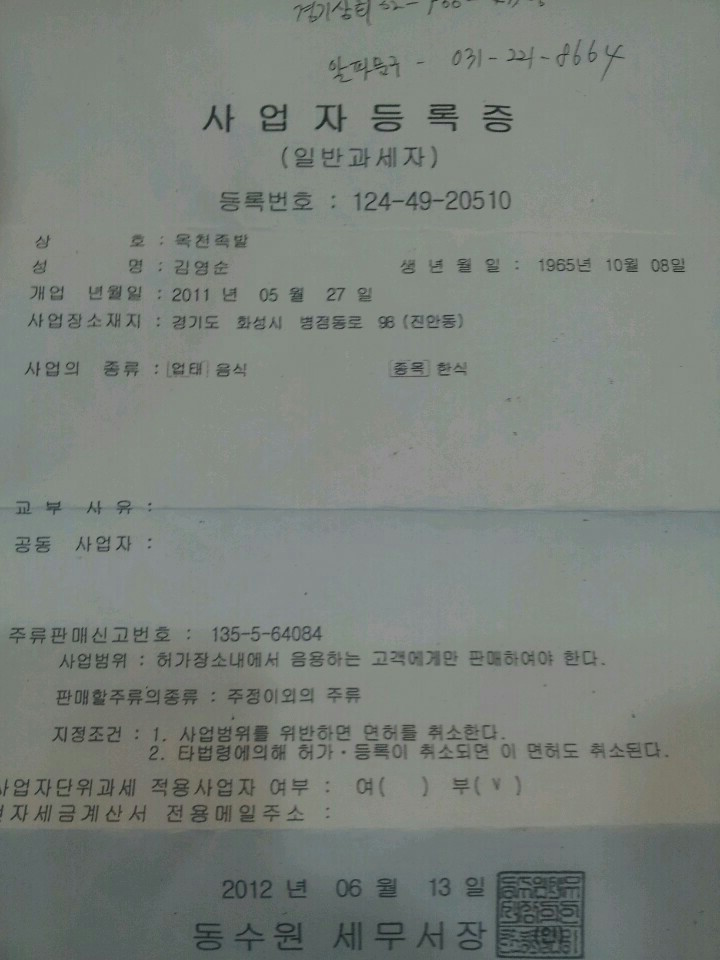 경기상회
알파문구 - 031-221-8664
사업자등록증
(일반과세자)
등록번호 : 124-49-20510
상 호 : 옥천족발
성 명 : 김영순 생년월일 : 1965년 10월 08일
개업 년월일 : 2011 년 05 월 27 일
사업장소재지 : 경기도 화성시 병점동로 98 (진안동)
사업의 종류 : 업태 음식 종목 한식
교부 사유 :
공동 사업자 :
주류판매신고번호 : 135-5-64084
사업범위 : 허가장소내에서 음용하는 고객에게만 판매하여야 한다.
판매할주류의종류 : 주정이외의 주류
지정조건 : 1. 사업범위를 위반하면 면허를 취소한다.
2. 타법령에의해 허가·등록이 취소되면 이 면허도 취소된다.
사업자단위과세 적용사업자 여부 : 여( ) 부( v )
전자세금계산서 전용메일주소 :
2012 년 06 월 13 일
동수원 세무서장